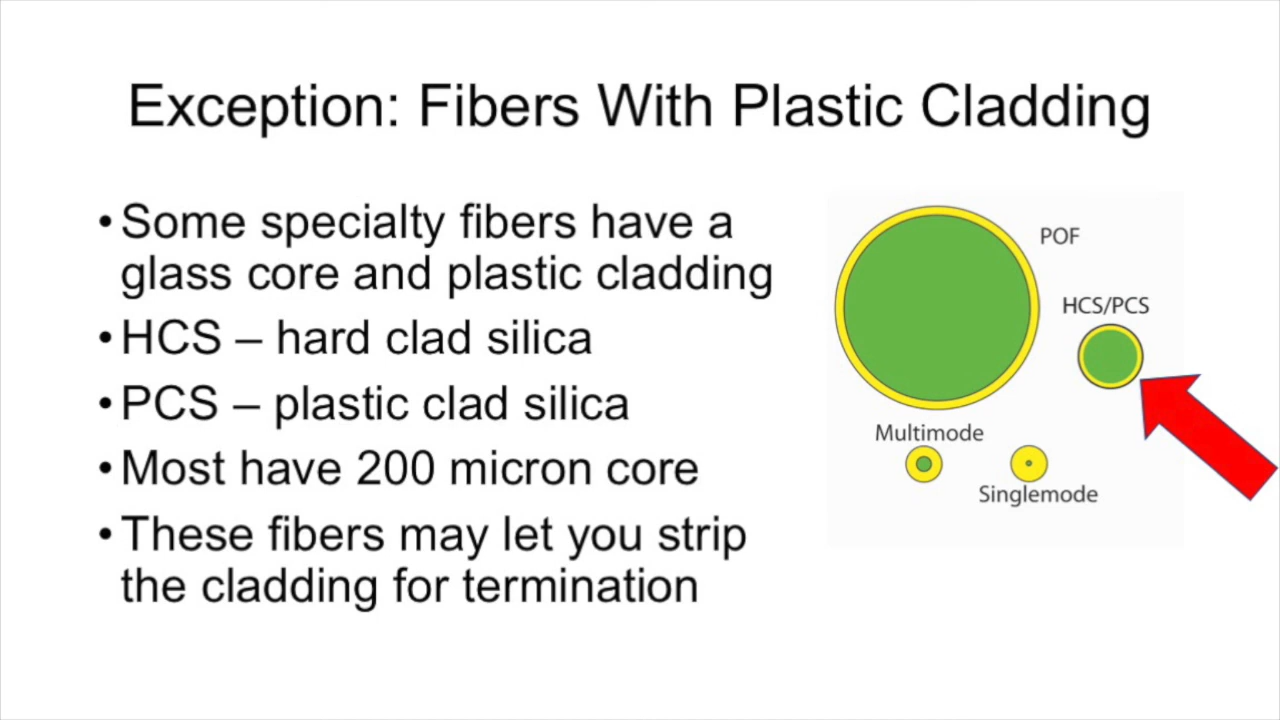 Exception: Fibers With Plastic Cladding
•Some specialty fibers have a
glass core and plastic cladding
•HCS – hard clad silica
•PCS – plastic clad silica
•Most have 200 micron core
•These fibers may let you strip
the cladding for termination
POF
HCS/PCS
Multimode
Singlemode